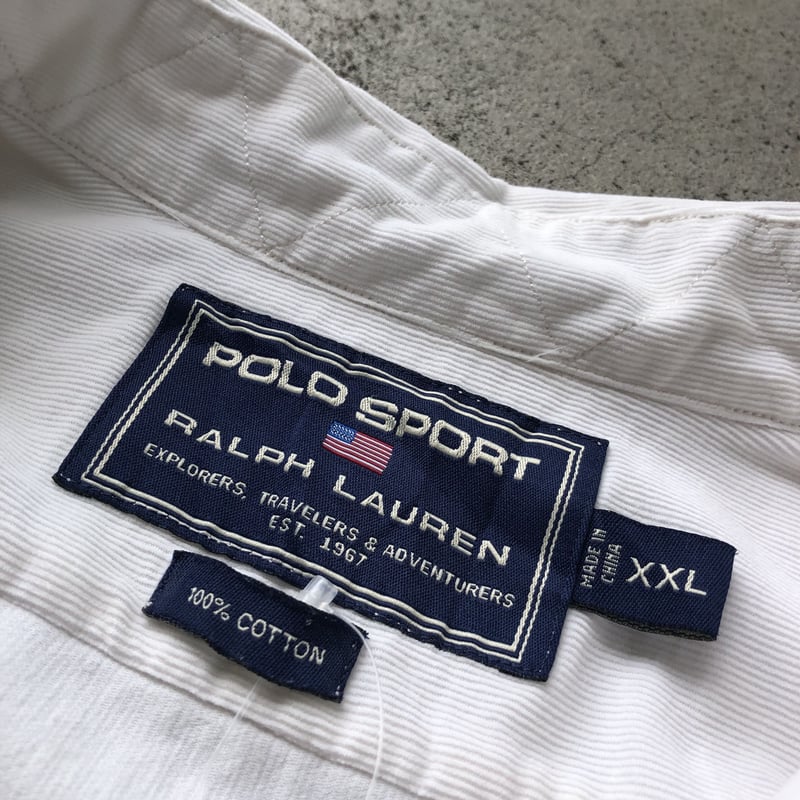 POLO SPORT
RALPH LAUREN
EXPLORERS, TRAVELERS & ADVENTURERS
EST. 1967
MADE IN
CHINA
XXL
100% COTTON